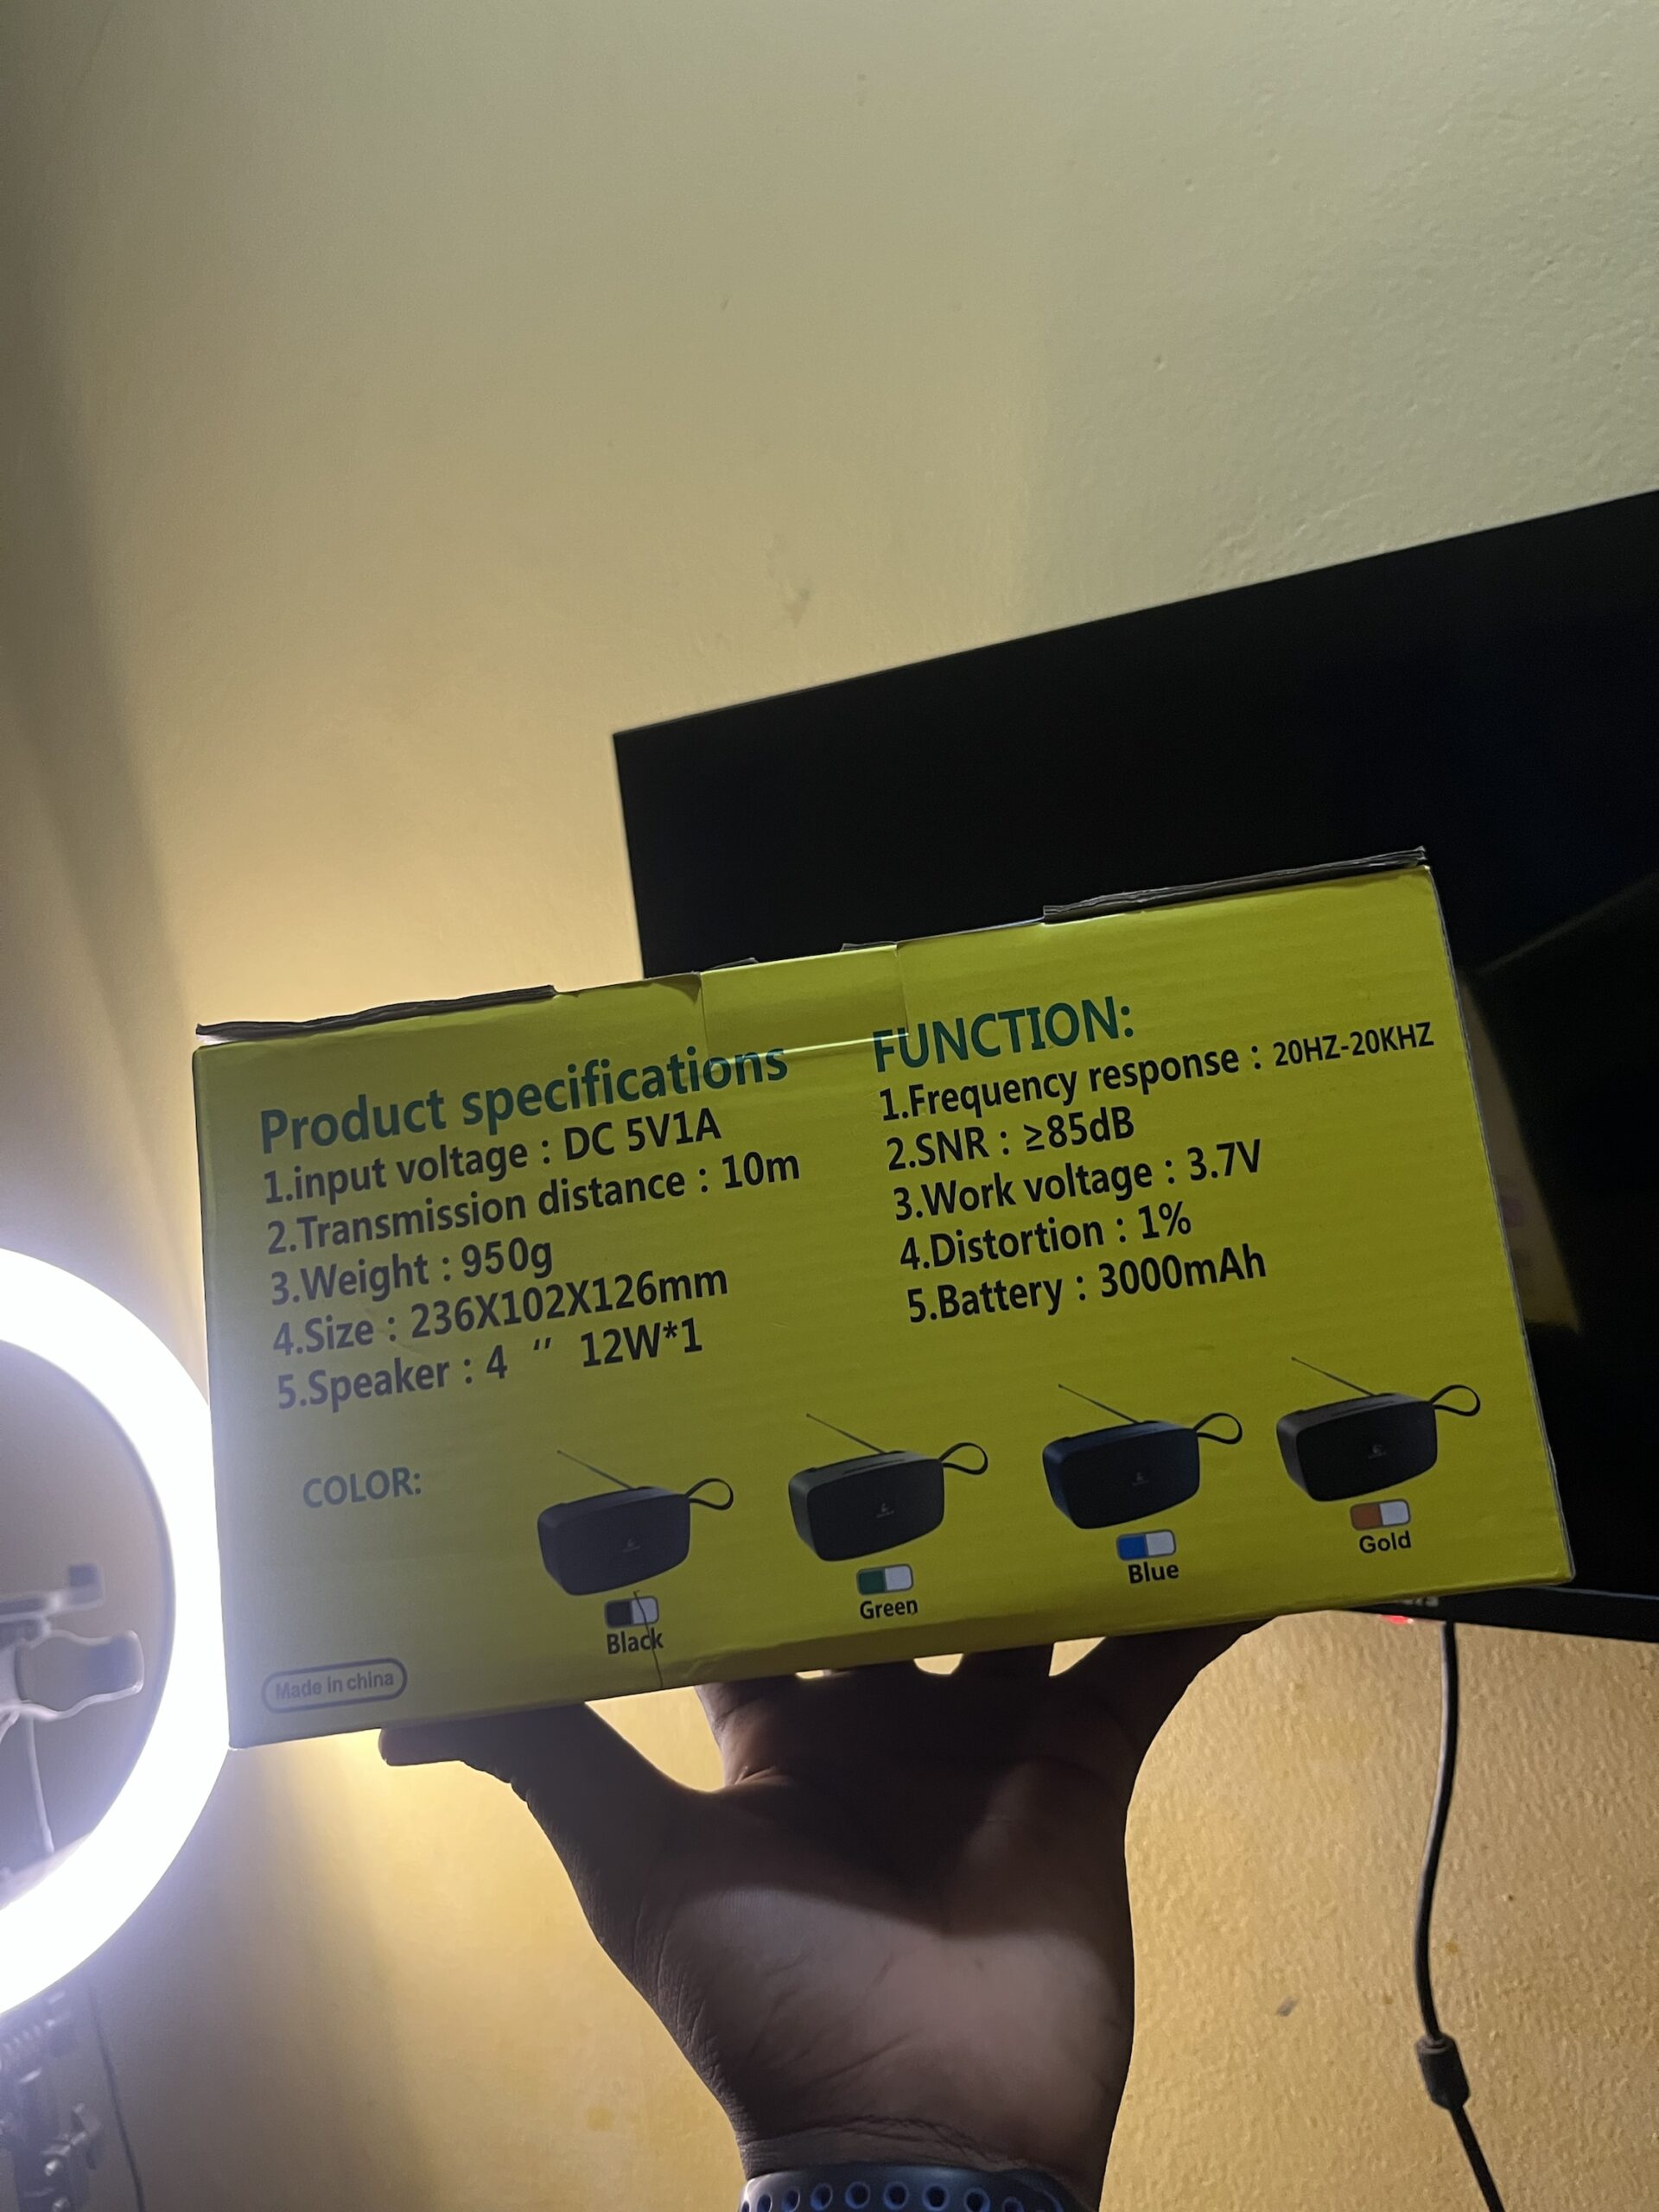 Product specifications
1.input voltage : DC 5V1A
2.Transmission distance : 10m
3.Weight : 950g
4.Size : 236X102X126mm
5.Speaker : 4 " 12W*1
FUNCTION:
1.Frequency response : 20HZ-20KHZ
2.SNR : ≥85dB
3.Work voltage : 3.7V
4.Distortion : 1%
5.Battery : 3000mAh
COLOR:
Black
Green
Blue
Gold
Made in china